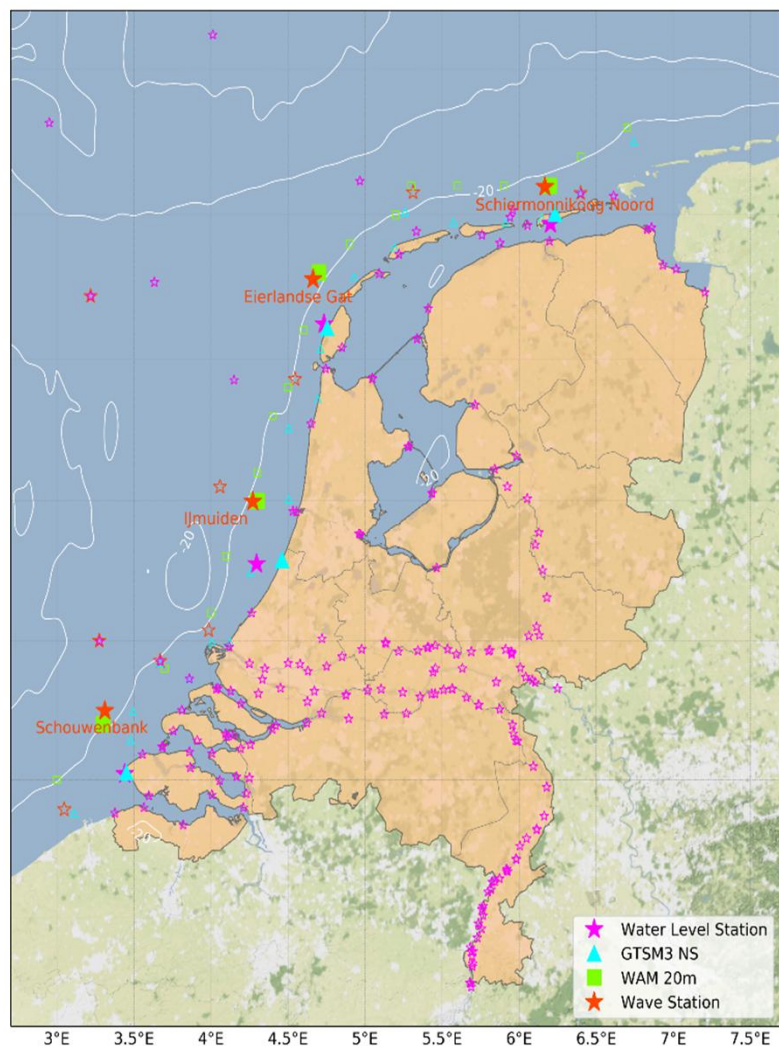 -20
Schiermonnikoog Noord
Eierlandse Gat
-20
IJmuiden
-20
Schouwenbank
-20
Water Level Station
GTSM3 NS
WAM 20m
Wave Station
3°E 3.5°E 4°E 4.5°E 5°E 5.5°E 6°E 6.5°E 7°E 7.5°E